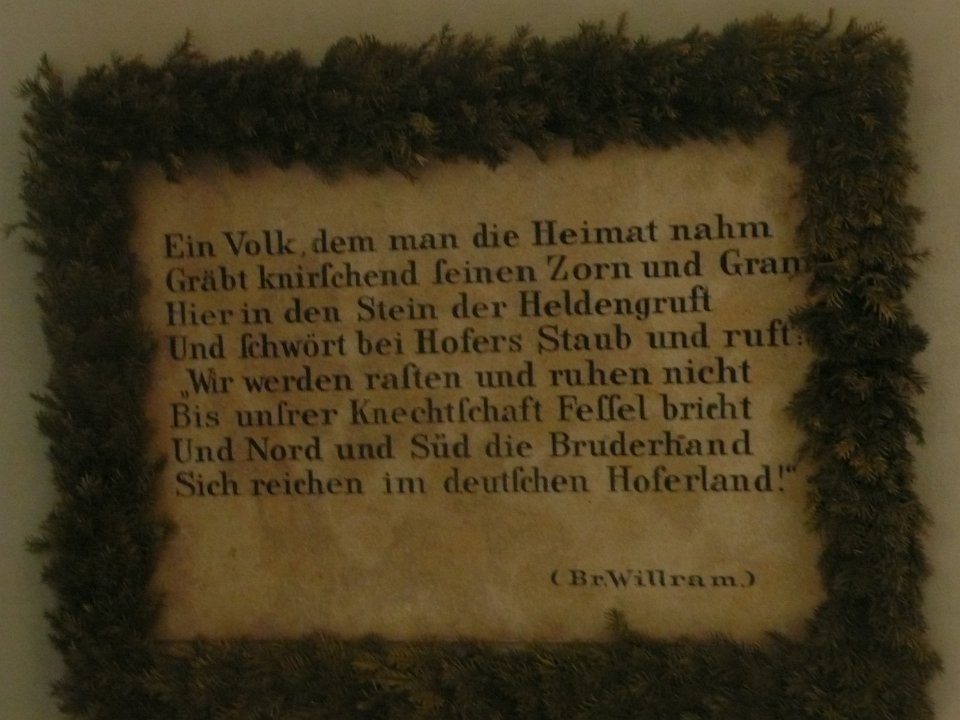 Ein Volk, dem man die Heimat nahm
Gräbt knirſchend ſeinen Zorn und Gram
Hier in den Stein der Heldengruft
Und ſchwört bei Hofers Staub und ruft:
„Wir werden raſten und ruhen nicht
Bis unſrer Knechtſchaft Feſſel bricht
Und Nord und Süd die Bruderhand
Sich reichen im deutſchen Hoferland!“
(Br. Willram.)